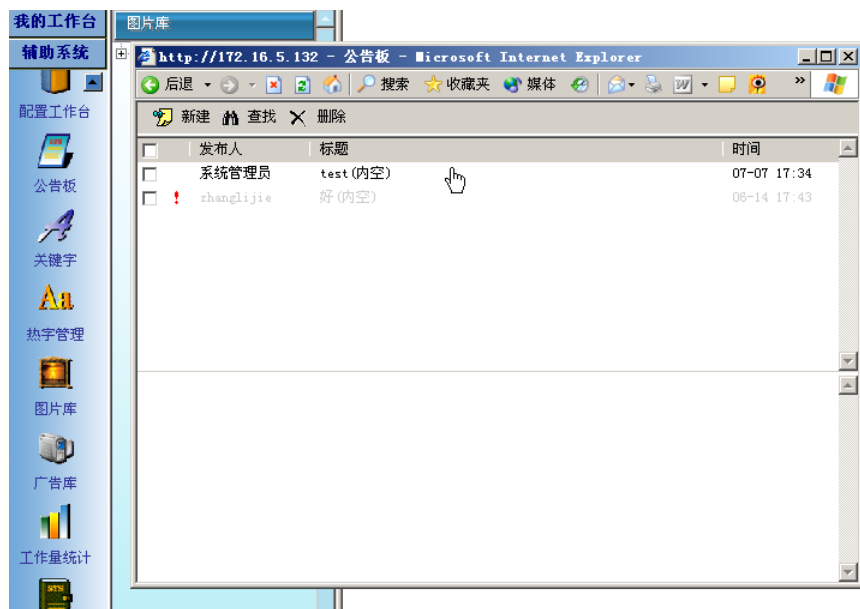 我的工作台
辅助系统
配置工作台
公告板
关键字
Aa
热字管理
图片库
广告库
工作量统计
SYS
图片库
http://172.16.5.132 - 公告板 - Microsoft Internet Explorer
后退 搜索 收藏夹 媒体 »
新建 查找 删除
发布人 标题 时间
系统管理员 test(内空) 07-07 17:34
! zhanglijie 好(内空) 06-14 17:43